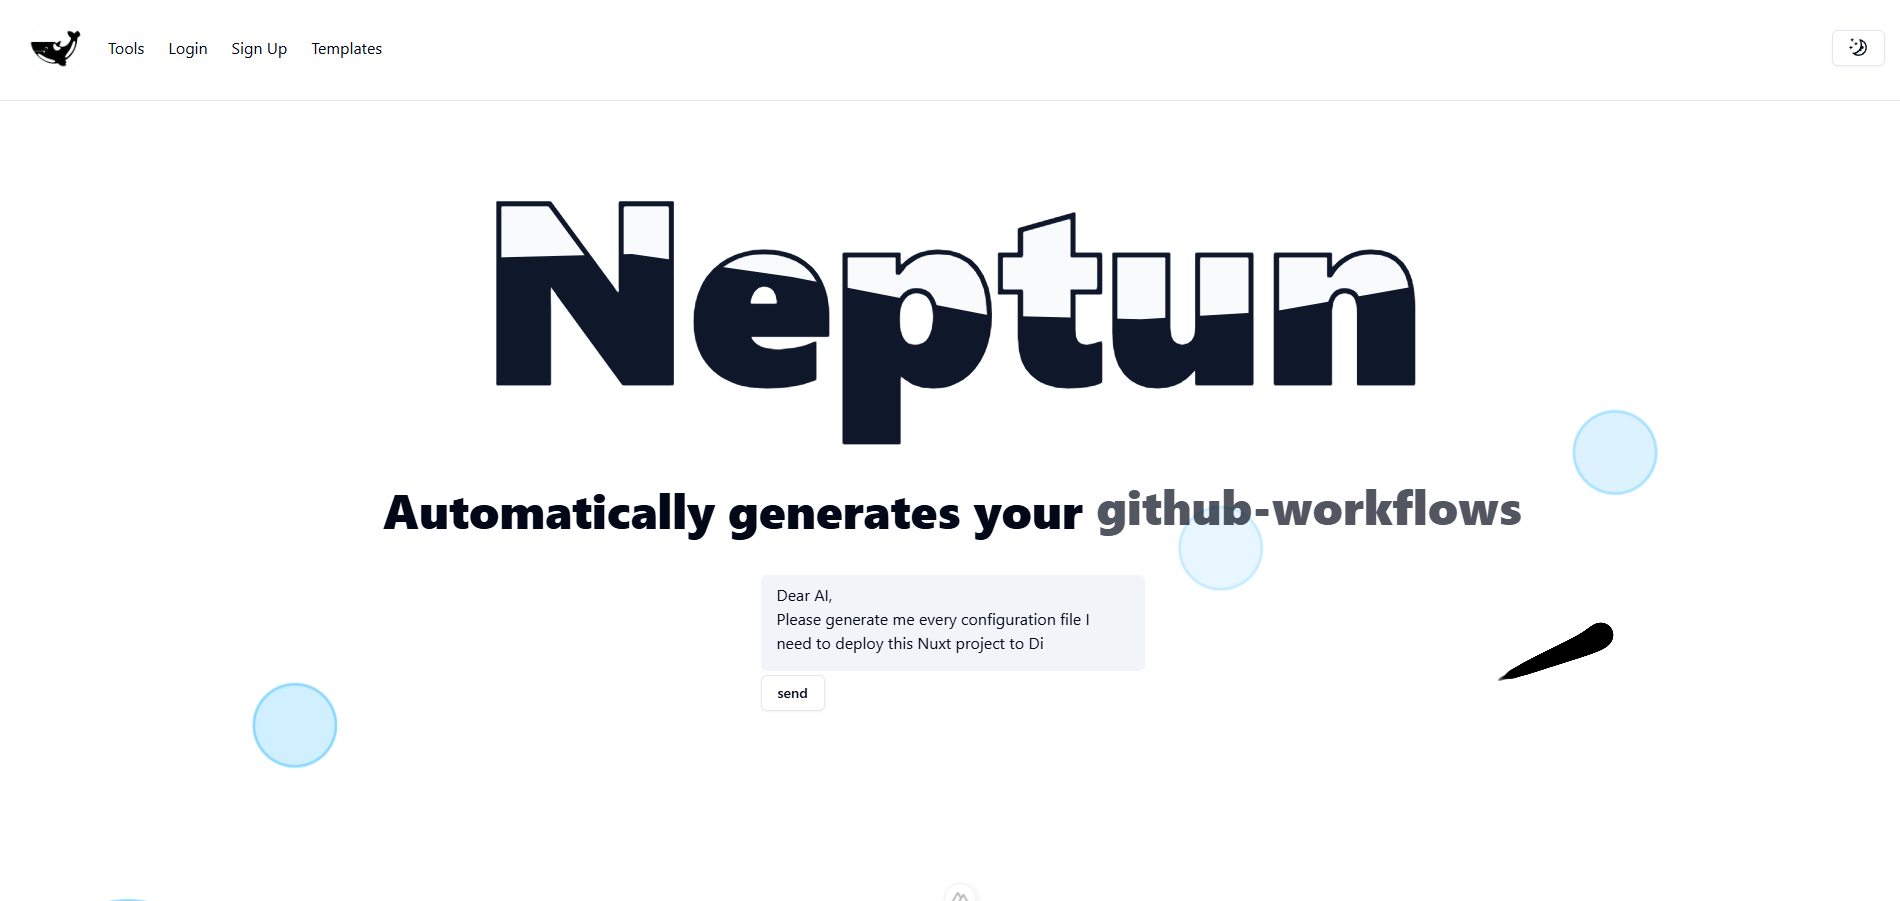 Tools Login Sign Up Templates
Neptun
Automatically generates your github-workflows
Dear AI,
Please generate me every configuration file I
need to deploy this Nuxt project to Di
send